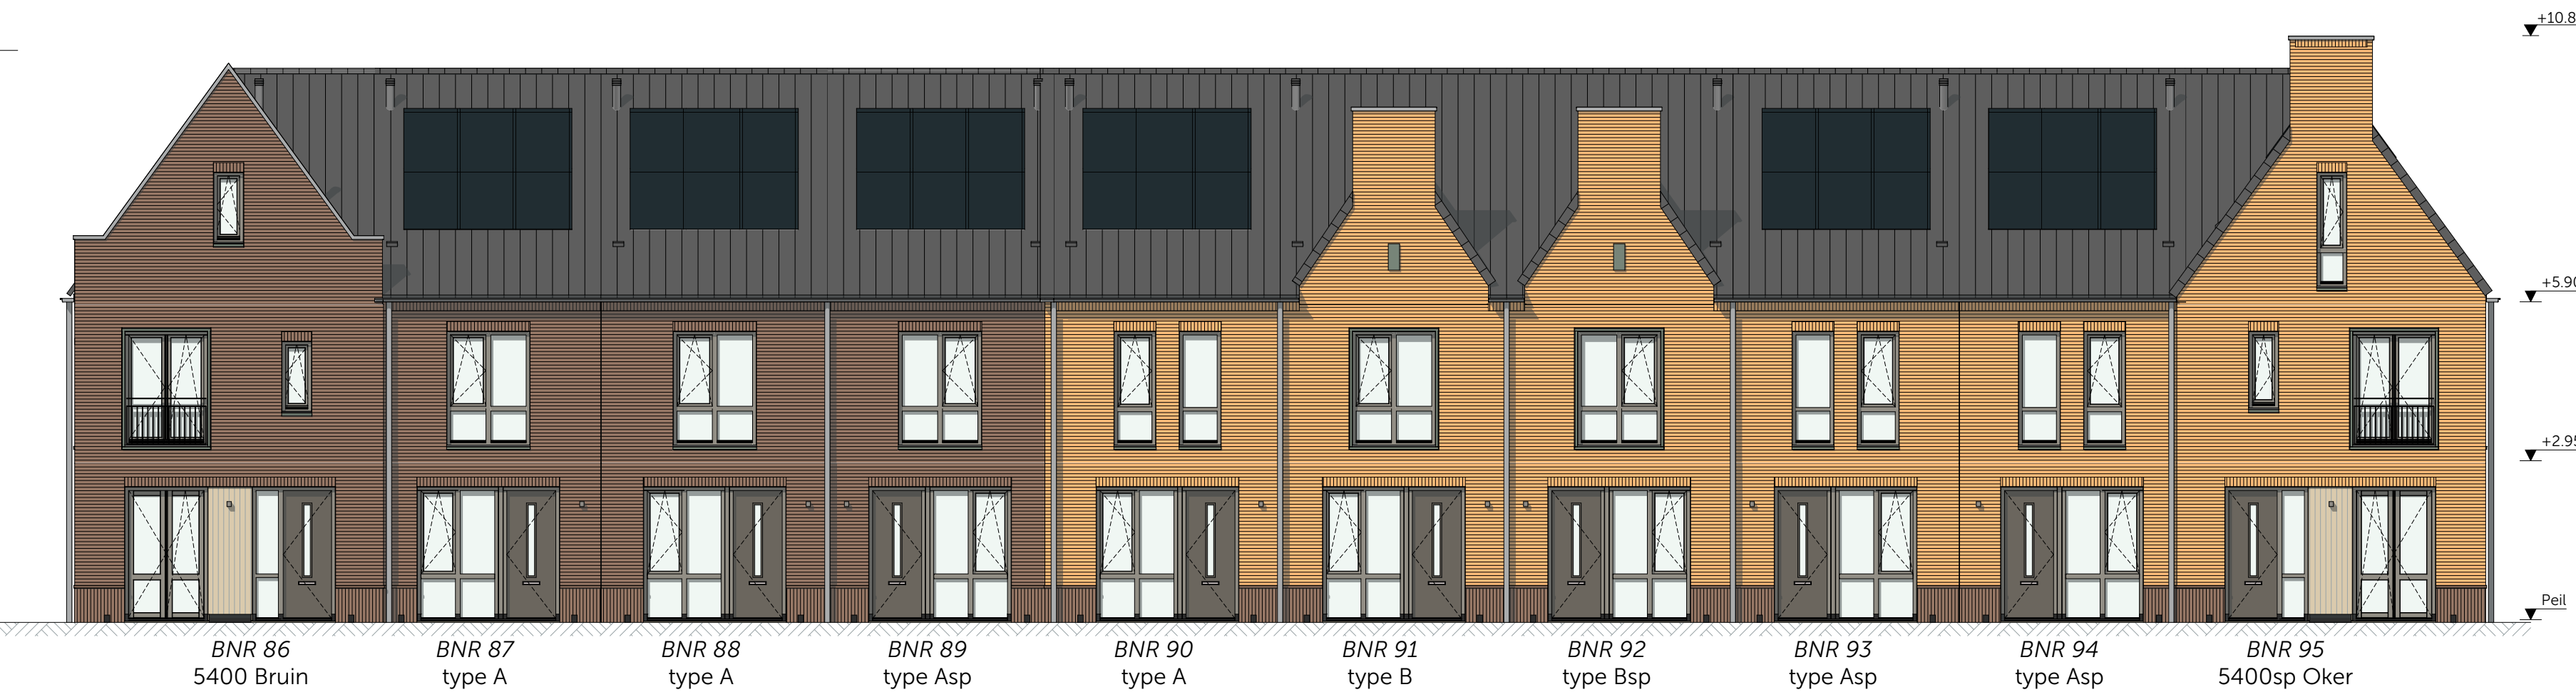 +10.8
+5.90
+2.95
Peil
BNR 86
5400 Bruin
BNR 87
type A
BNR 88
type A
BNR 89
type Asp
BNR 90
type A
BNR 91
type B
BNR 92
type Bsp
BNR 93
type Asp
BNR 94
type Asp
BNR 95
5400sp Oker